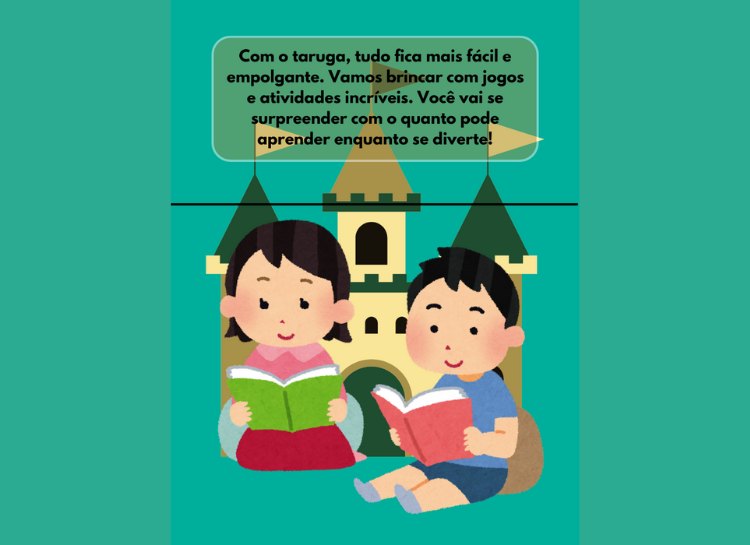 Com o taruga, tudo fica mais fácil e
empolgante. Vamos brincar com jogos
e atividades incríveis. Você vai se
surpreender com o quanto pode
aprender enquanto se diverte!